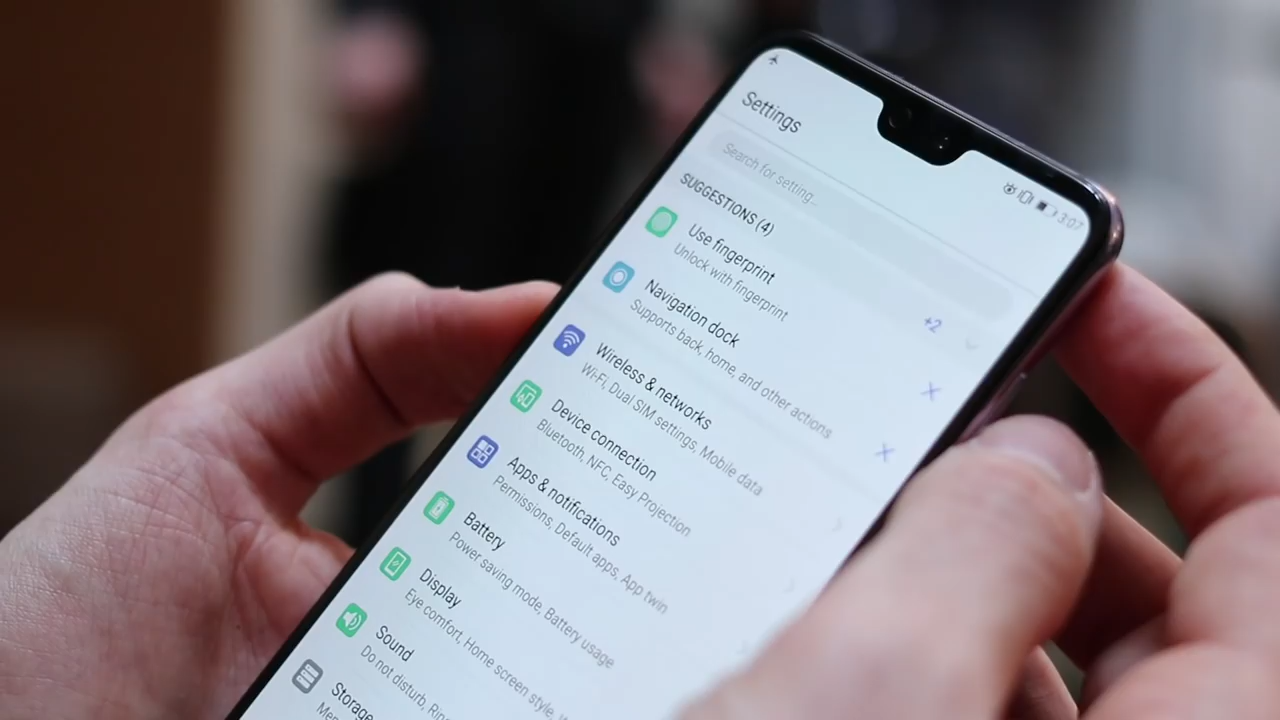 3:07
Settings
Search for setting...
SUGGESTIONS (4)
+2
Use fingerprint
Unlock with fingerprint
Navigation dock
Supports back, home, and other actions
Wireless & networks
Wi-Fi, Dual SIM settings, Mobile data
Device connection
Bluetooth, NFC, Easy Projection
Apps & notifications
Permissions, Default apps, App twin
Battery
Power saving mode, Battery usage
Display
Eye comfort, Home screen style,
Sound
Do not disturb,
Storage